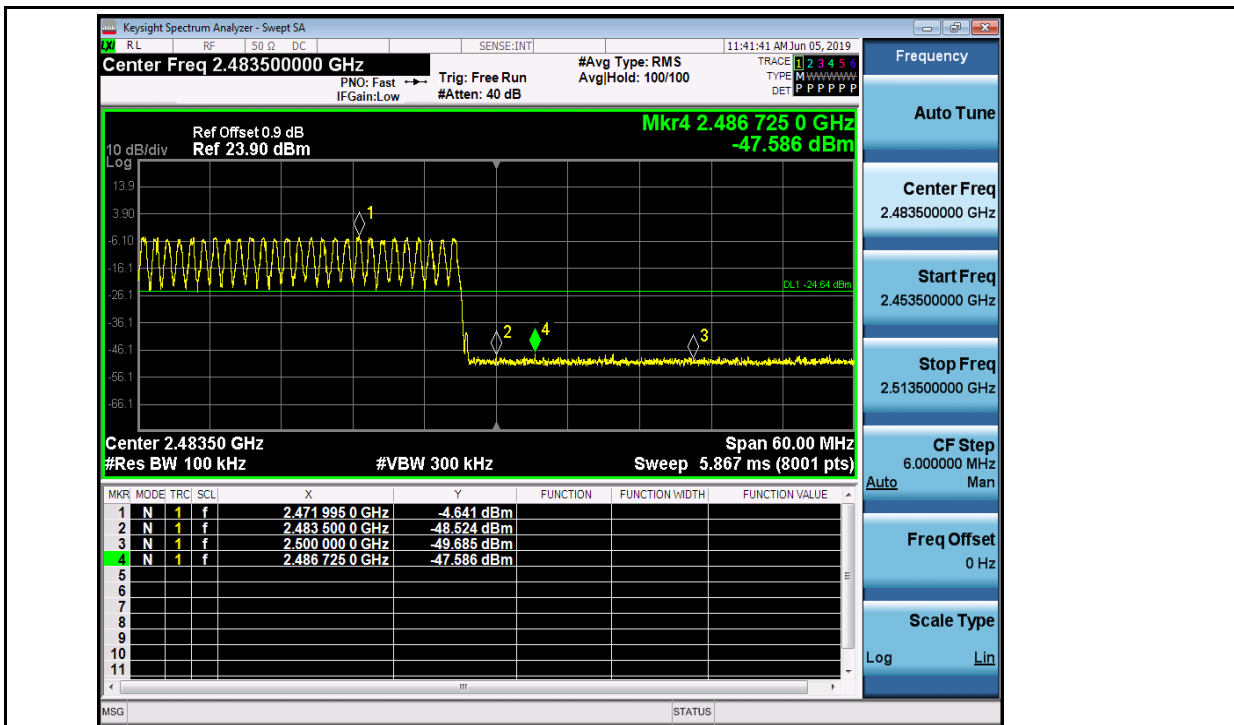 Keysight Spectrum Analyzer - Swept SA
LXI RL RF 50 Ω DC SENSE:INT 11:41:41 AM Jun 05, 2019
Center Freq 2.483500000 GHz
PNO: Fast
IFGain:Low
Trig: Free Run
#Atten: 40 dB
#Avg Type: RMS
Avg|Hold: 100/100
TRACE 1 2 3 4 5 6
TYPE M W W W W W
DET P P P P P P
Mkr4 2.486 725 0 GHz
-47.586 dBm
10 dB/div
Log
Ref Offset 0.9 dB
Ref 23.90 dBm
13.9
3.90
-6.10
-16.1
-26.1
-36.1
-46.1
-56.1
-66.1
1
DL1 -24.64 dBm
2
4
3
Center 2.48350 GHz
Span 60.00 MHz
#Res BW 100 kHz
#VBW 300 kHz
Sweep 5.867 ms (8001 pts)
MKR MODE TRC SCL X Y FUNCTION FUNCTION WIDTH FUNCTION VALUE
1 N 1 f 2.471 995 0 GHz -4.641 dBm
2 N 1 f 2.483 500 0 GHz -48.524 dBm
3 N 1 f 2.500 000 0 GHz -49.685 dBm
4 N 1 f 2.486 725 0 GHz -47.586 dBm
5
6
7
8
9
10
11
MSG
STATUS
Frequency
Auto Tune
Center Freq
2.483500000 GHz
Start Freq
2.453500000 GHz
Stop Freq
2.513500000 GHz
CF Step
6.000000 MHz
Auto Man
Freq Offset
0 Hz
Scale Type
Log Lin